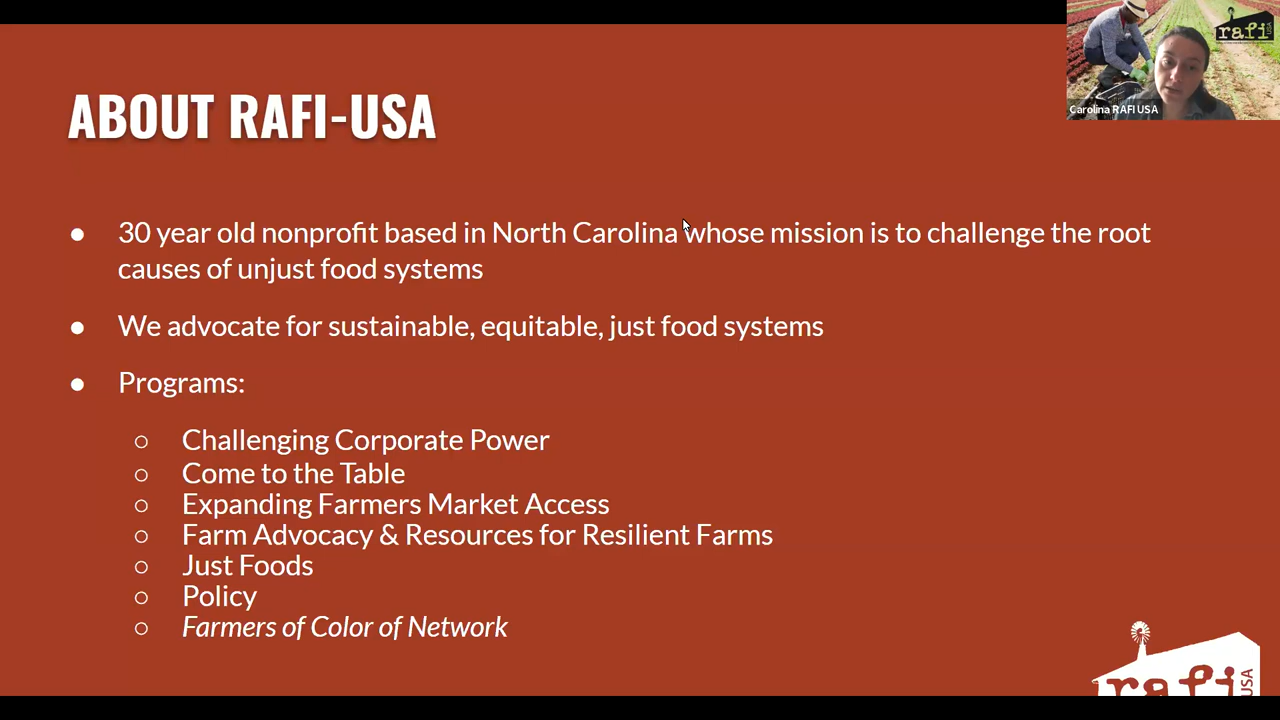 rafi
USA
Carolina RAFI USA
ABOUT RAFI-USA
● 30 year old nonprofit based in North Carolina whose mission is to challenge the root
causes of unjust food systems
● We advocate for sustainable, equitable, just food systems
● Programs:
○ Challenging Corporate Power
○ Come to the Table
○ Expanding Farmers Market Access
○ Farm Advocacy & Resources for Resilient Farms
○ Just Foods
○ Policy
○ Farmers of Color of Network
rafi
USA